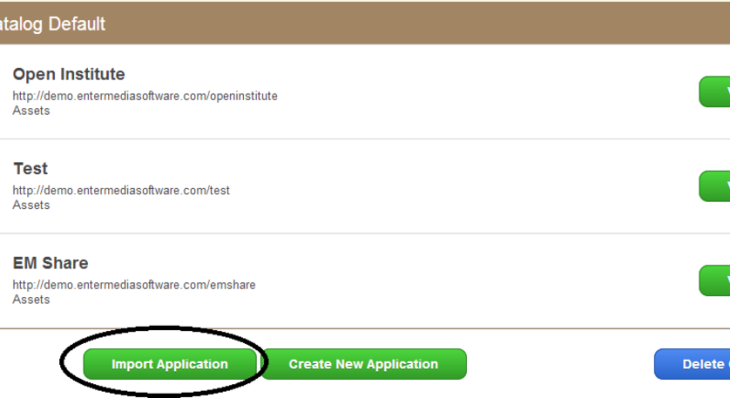 atalog Default
Open Institute
http://demo.entermediasoftware.com/openinstitute
Assets
Test
http://demo.entermediasoftware.com/test
Assets
EM Share
http://demo.entermediasoftware.com/emshare
Assets
Import Application Create New Application Delete